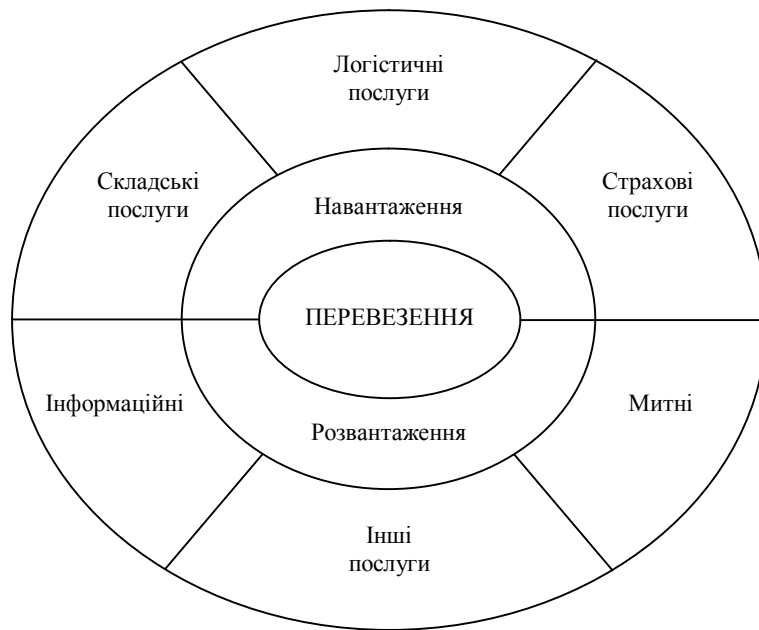 Логістичні
послуги
Складські
послуги
Страхові
послуги
Навантаження
ПЕРЕВЕЗЕННЯ
Інформаційні
Митні
Розвантаження
Інші
послуги